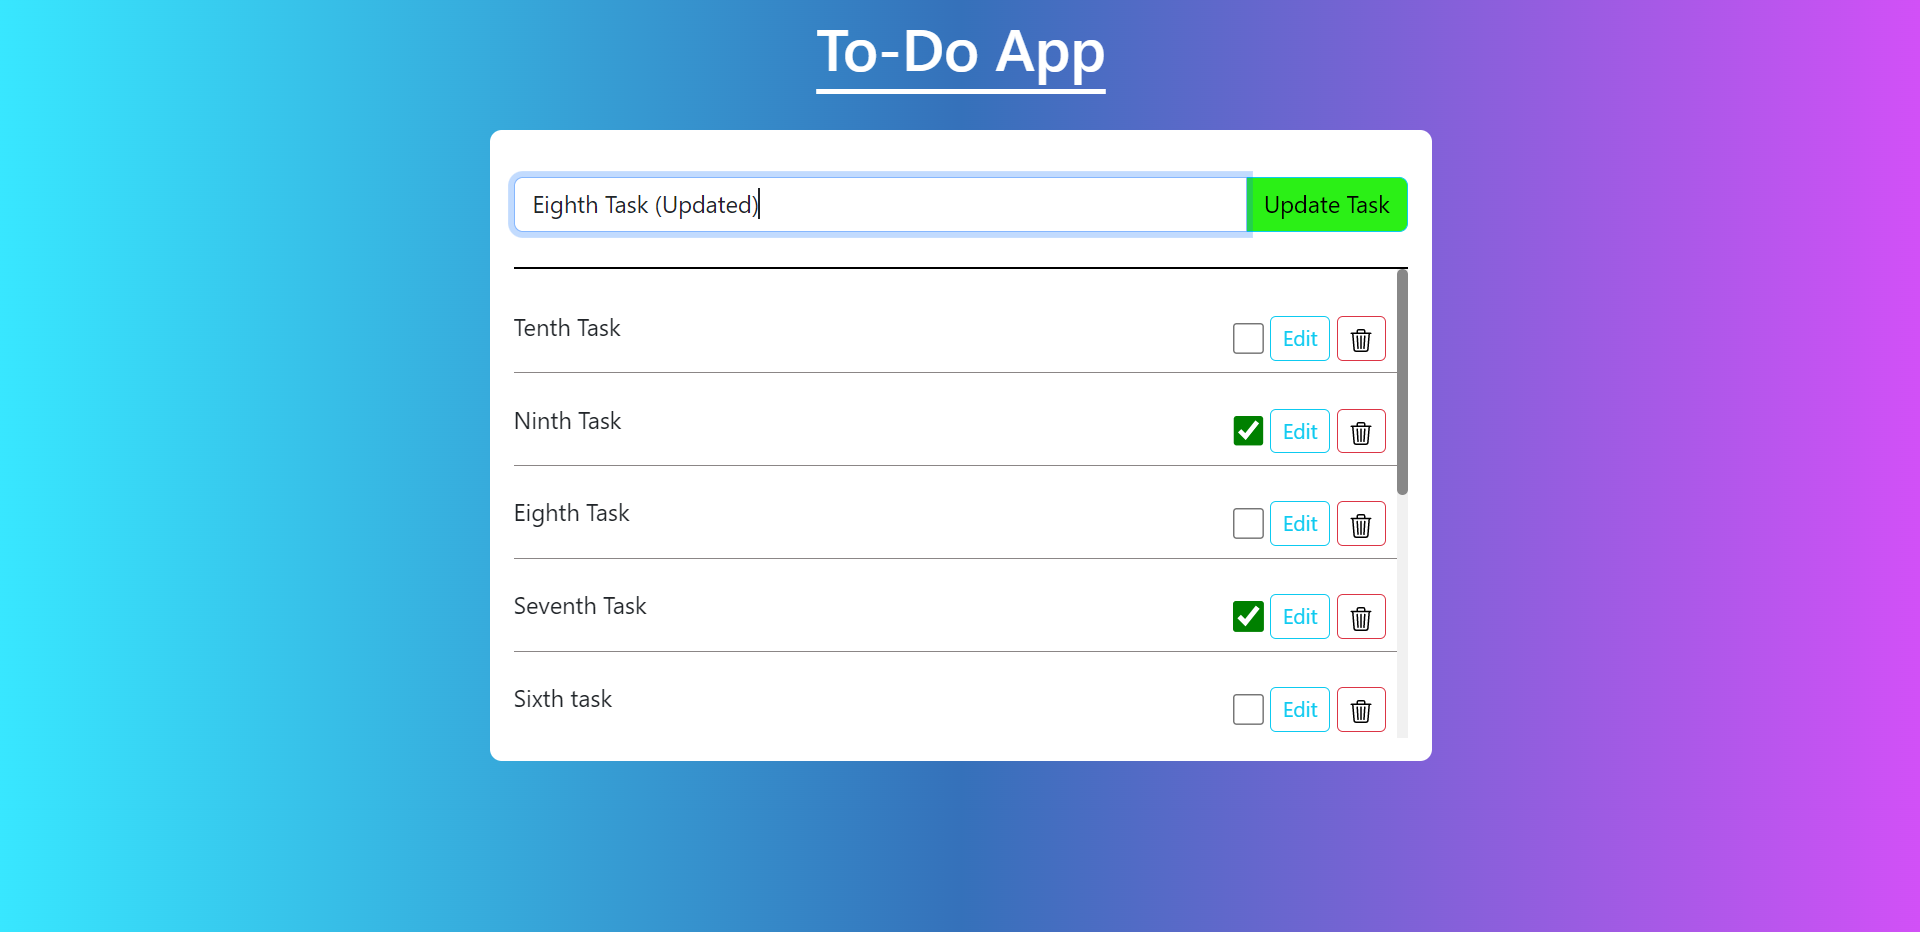 To-Do App
Eighth Task (Updated)
Update Task
Tenth Task
Edit
Ninth Task
Edit
Eighth Task
Edit
Seventh Task
Edit
Sixth task
Edit